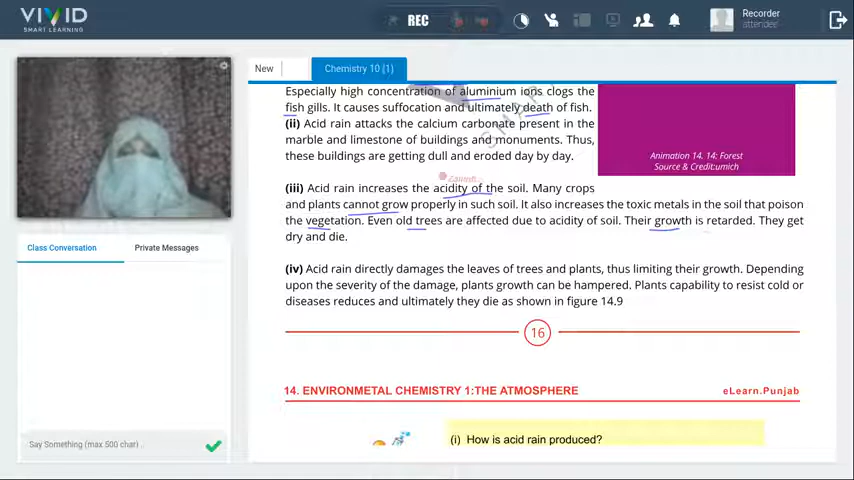 VIVID
SMART LEARNING
REC
Recorder
attendee
New
Chemistry 10 (1)
Especially high concentration of aluminium ions clogs the
fish gills. It causes suffocation and ultimately death of fish.
(ii) Acid rain attacks the calcium carbonate present in the
marble and limestone of buildings and monuments. Thus,
these buildings are getting dull and eroded day by day.
Animation 14. 14: Forest
Source & Credit:umich
(iii) Acid rain increases the acidity of the soil. Many crops
and plants cannot grow properly in such soil. It also increases the toxic metals in the soil that poison
the vegetation. Even old trees are affected due to acidity of soil. Their growth is retarded. They get
dry and die.
(iv) Acid rain directly damages the leaves of trees and plants, thus limiting their growth. Depending
upon the severity of the damage, plants growth can be hampered. Plants capability to resist cold or
diseases reduces and ultimately they die as shown in figure 14.9
16
14. ENVIRONMETAL CHEMISTRY 1:THE ATMOSPHERE
eLearn.Punjab
(i) How is acid rain produced?
Class Conversation
Private Messages
Say Something (max 500 char) ..